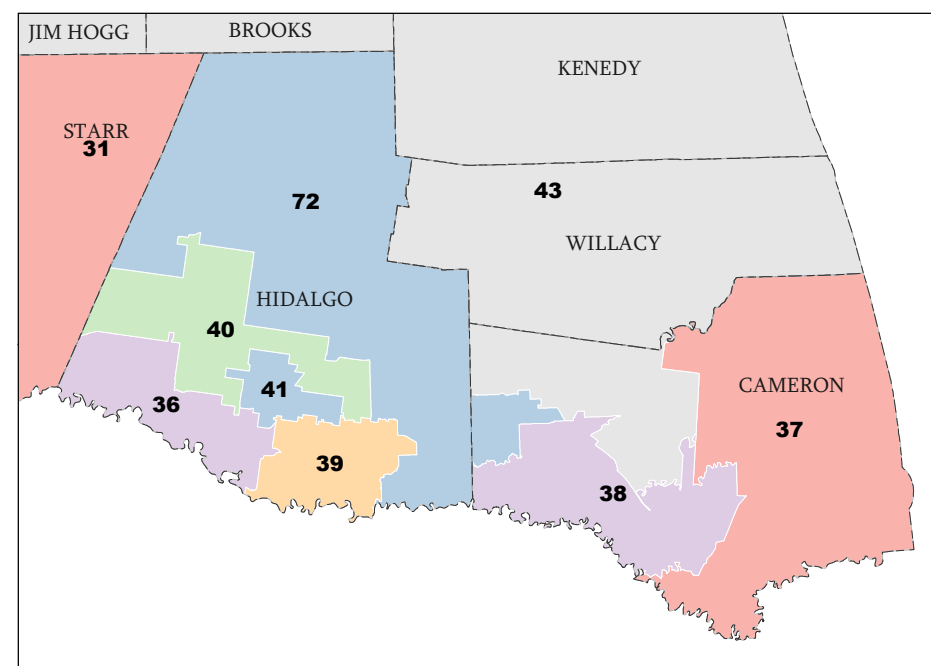 JIM HOGG
BROOKS
KENEDY
STARR
31
72
43
WILLACY
HIDALGO
40
41
CAMERON
36
37
39
38